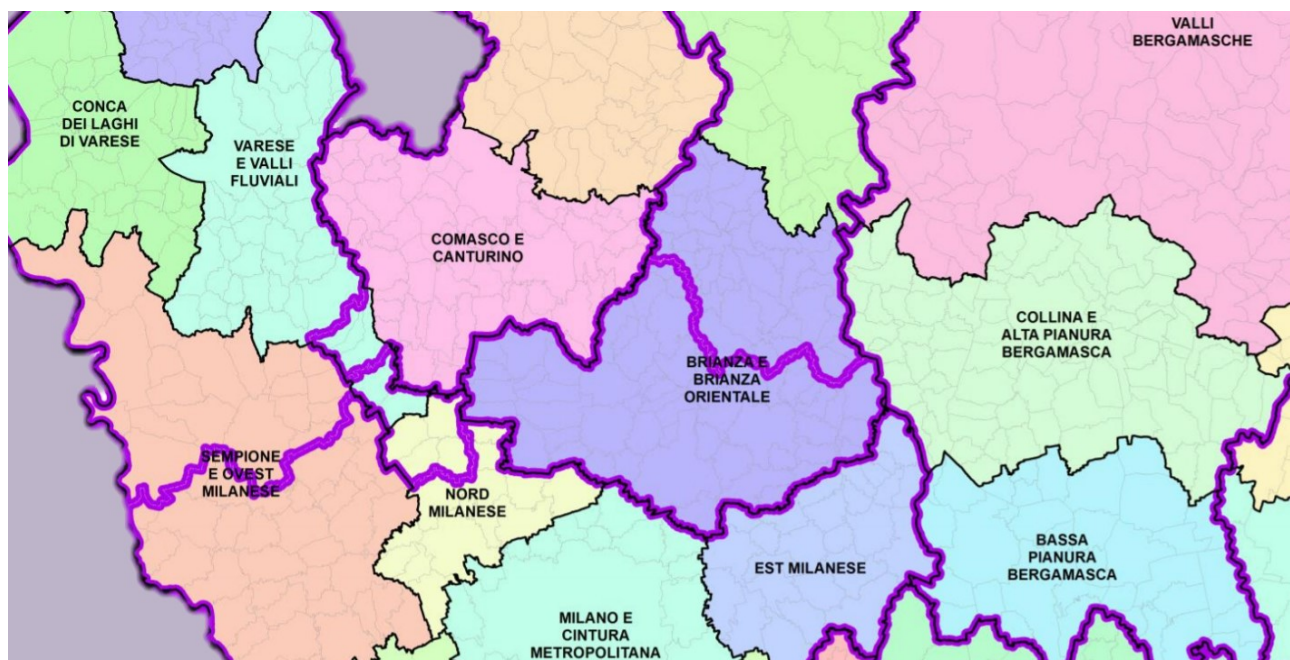 VALLI
BERGAMASCHE
CONCA
DEI LAGHI
DI VARESE
VARESE
E VALLI
FLUVIALI
COMASCO E
CANTURINO
COLLINA E
ALTA PIANURA
BERGAMASCA
BRIANZA E
BRIANZA
ORIENTALE
SEMPIONE
E OVEST
MILANESE
NORD
MILANESE
EST MILANESE
BASSA
PIANURA
BERGAMASCA
MILANO E
CINTURA
METROPOLITANA